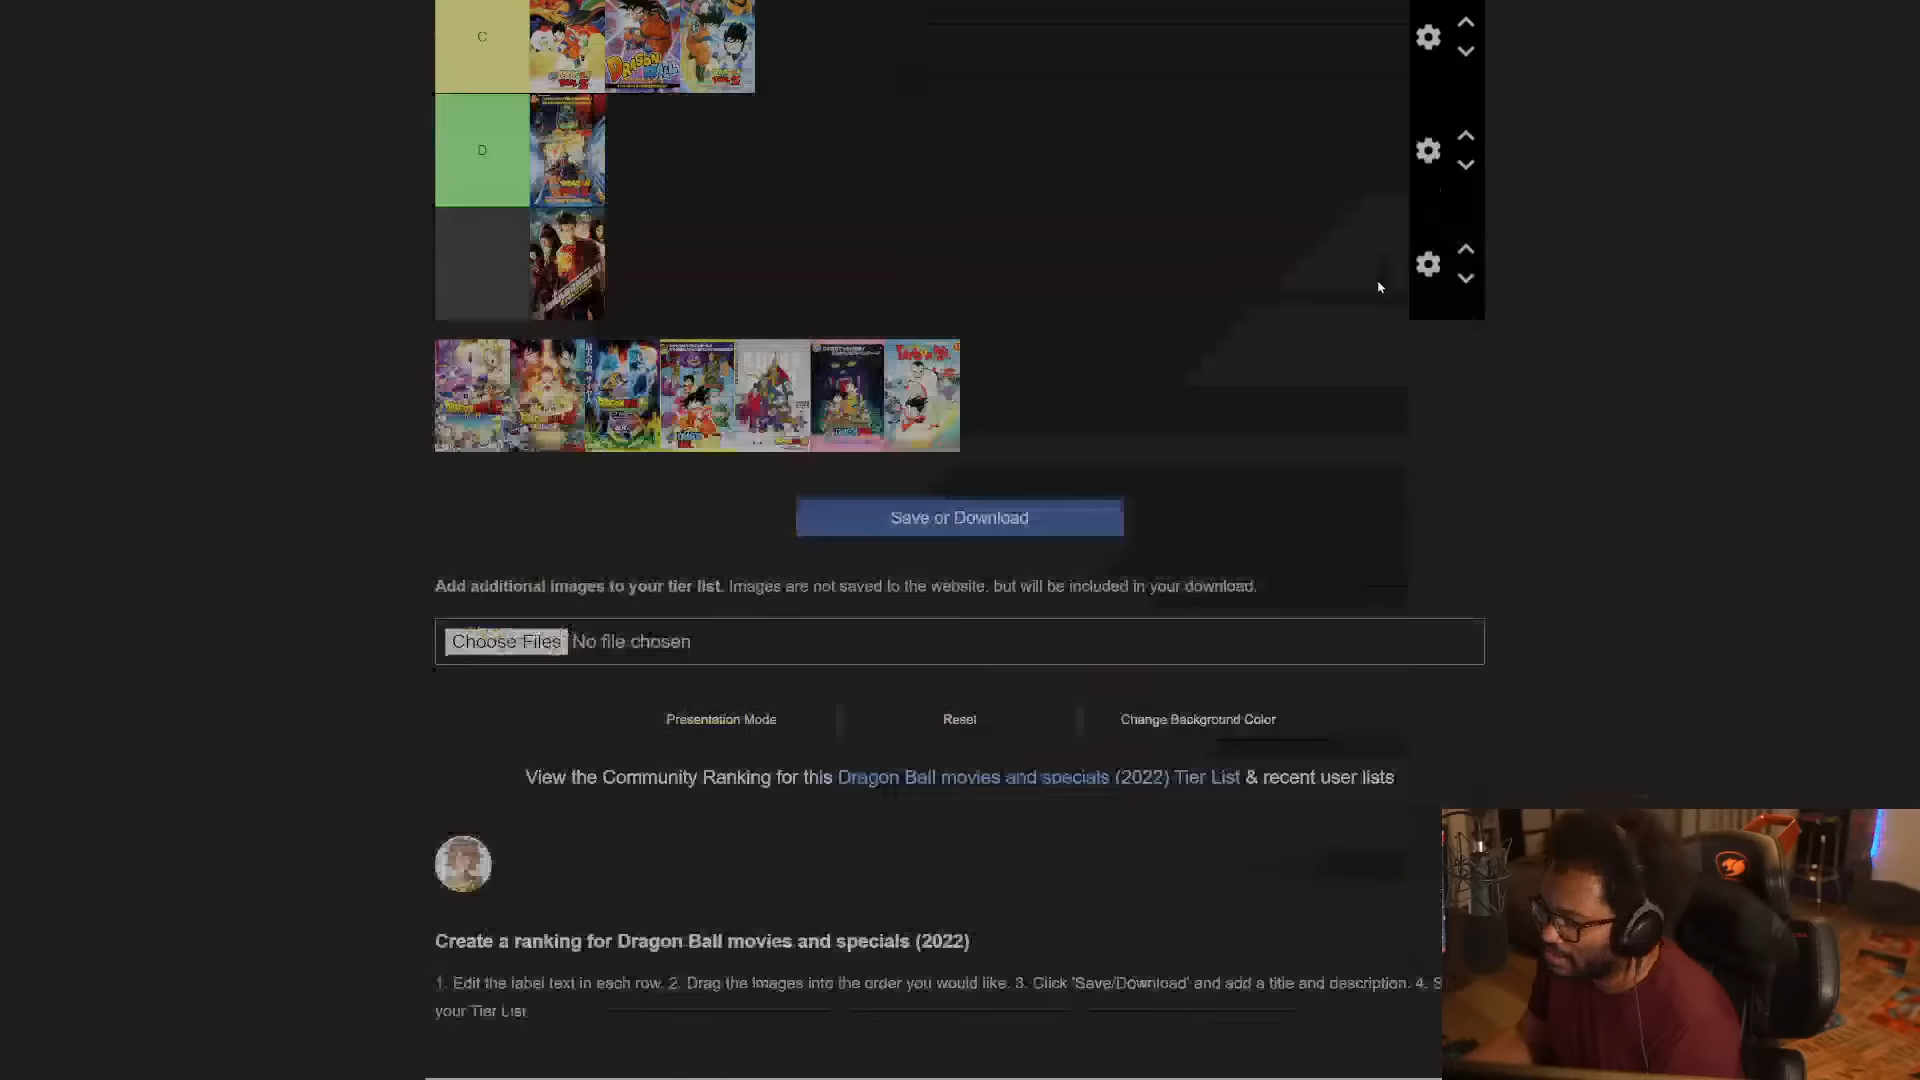 C
D
Save or Download
Add additional images to your tier list. Images are not saved to the website, but will be included in your download.
Choose Files No file chosen
Presentation Mode
Reset
Change Background Color
View the Community Ranking for this Dragon Ball movies and specials (2022) Tier List & recent user lists
Create a ranking for Dragon Ball movies and specials (2022)
1. Edit the label text in each row. 2. Drag the images into the order you would like. 3. Click 'Save/Download' and add a title and description. 4. S
your Tier List